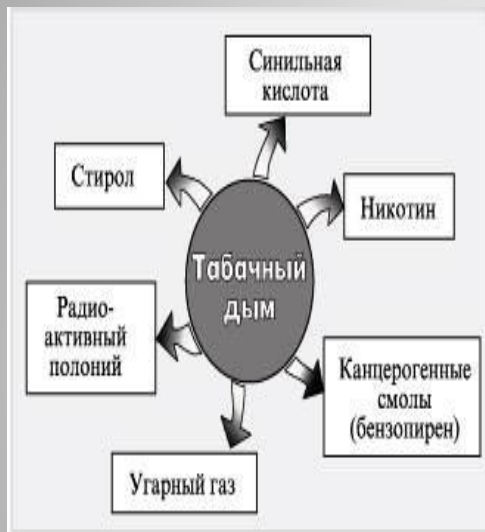 Синильная
кислота
Стирол
Никотин
Табачный
дым
Радио-
активный
полоний
Канцерогенные
смолы
(бензопирен)
Угарный газ